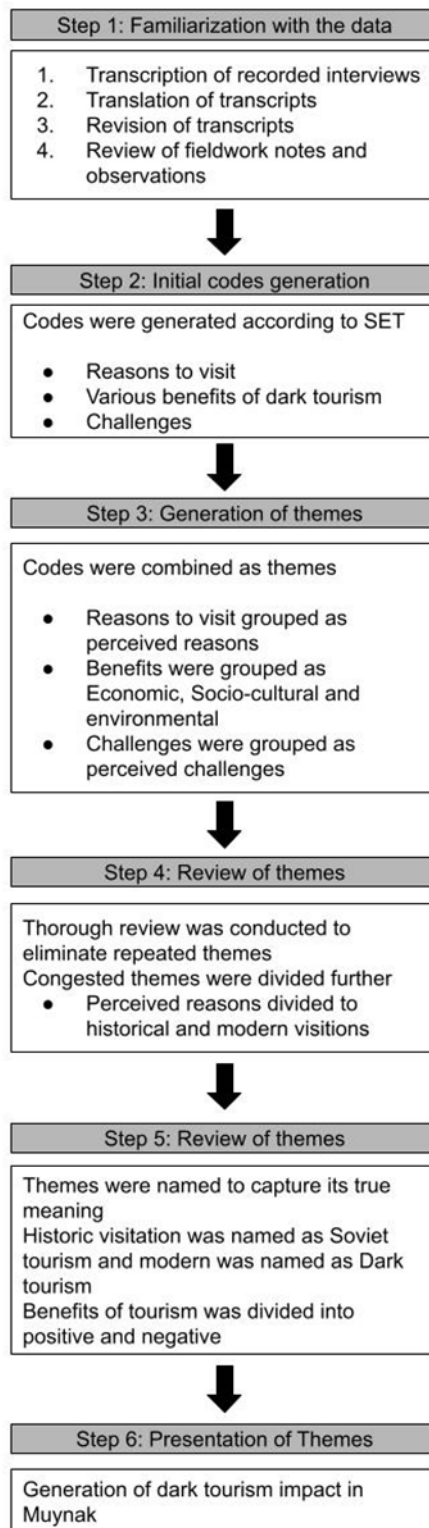 Step 1: Familiarization with the data
1. Transcription of recorded interviews
2. Translation of transcripts
3. Revision of transcripts
4. Review of fieldwork notes and
observations
Step 2: Initial codes generation
Codes were generated according to SET
● Reasons to visit
● Various benefits of dark tourism
● Challenges
Step 3: Generation of themes
Codes were combined as themes
● Reasons to visit grouped as
perceived reasons
● Benefits were grouped as
Economic, Socio-cultural and
environmental
● Challenges were grouped as
perceived challenges
Step 4: Review of themes
Thorough review was conducted to
eliminate repeated themes
Congested themes were divided further
● Perceived reasons divided to
historical and modern visitions
Step 5: Review of themes
Themes were named to capture its true
meaning
Historic visitation was named as Soviet
tourism and modern was named as Dark
tourism
Benefits of tourism was divided into
positive and negative
Step 6: Presentation of Themes
Generation of dark tourism impact in
Muynak